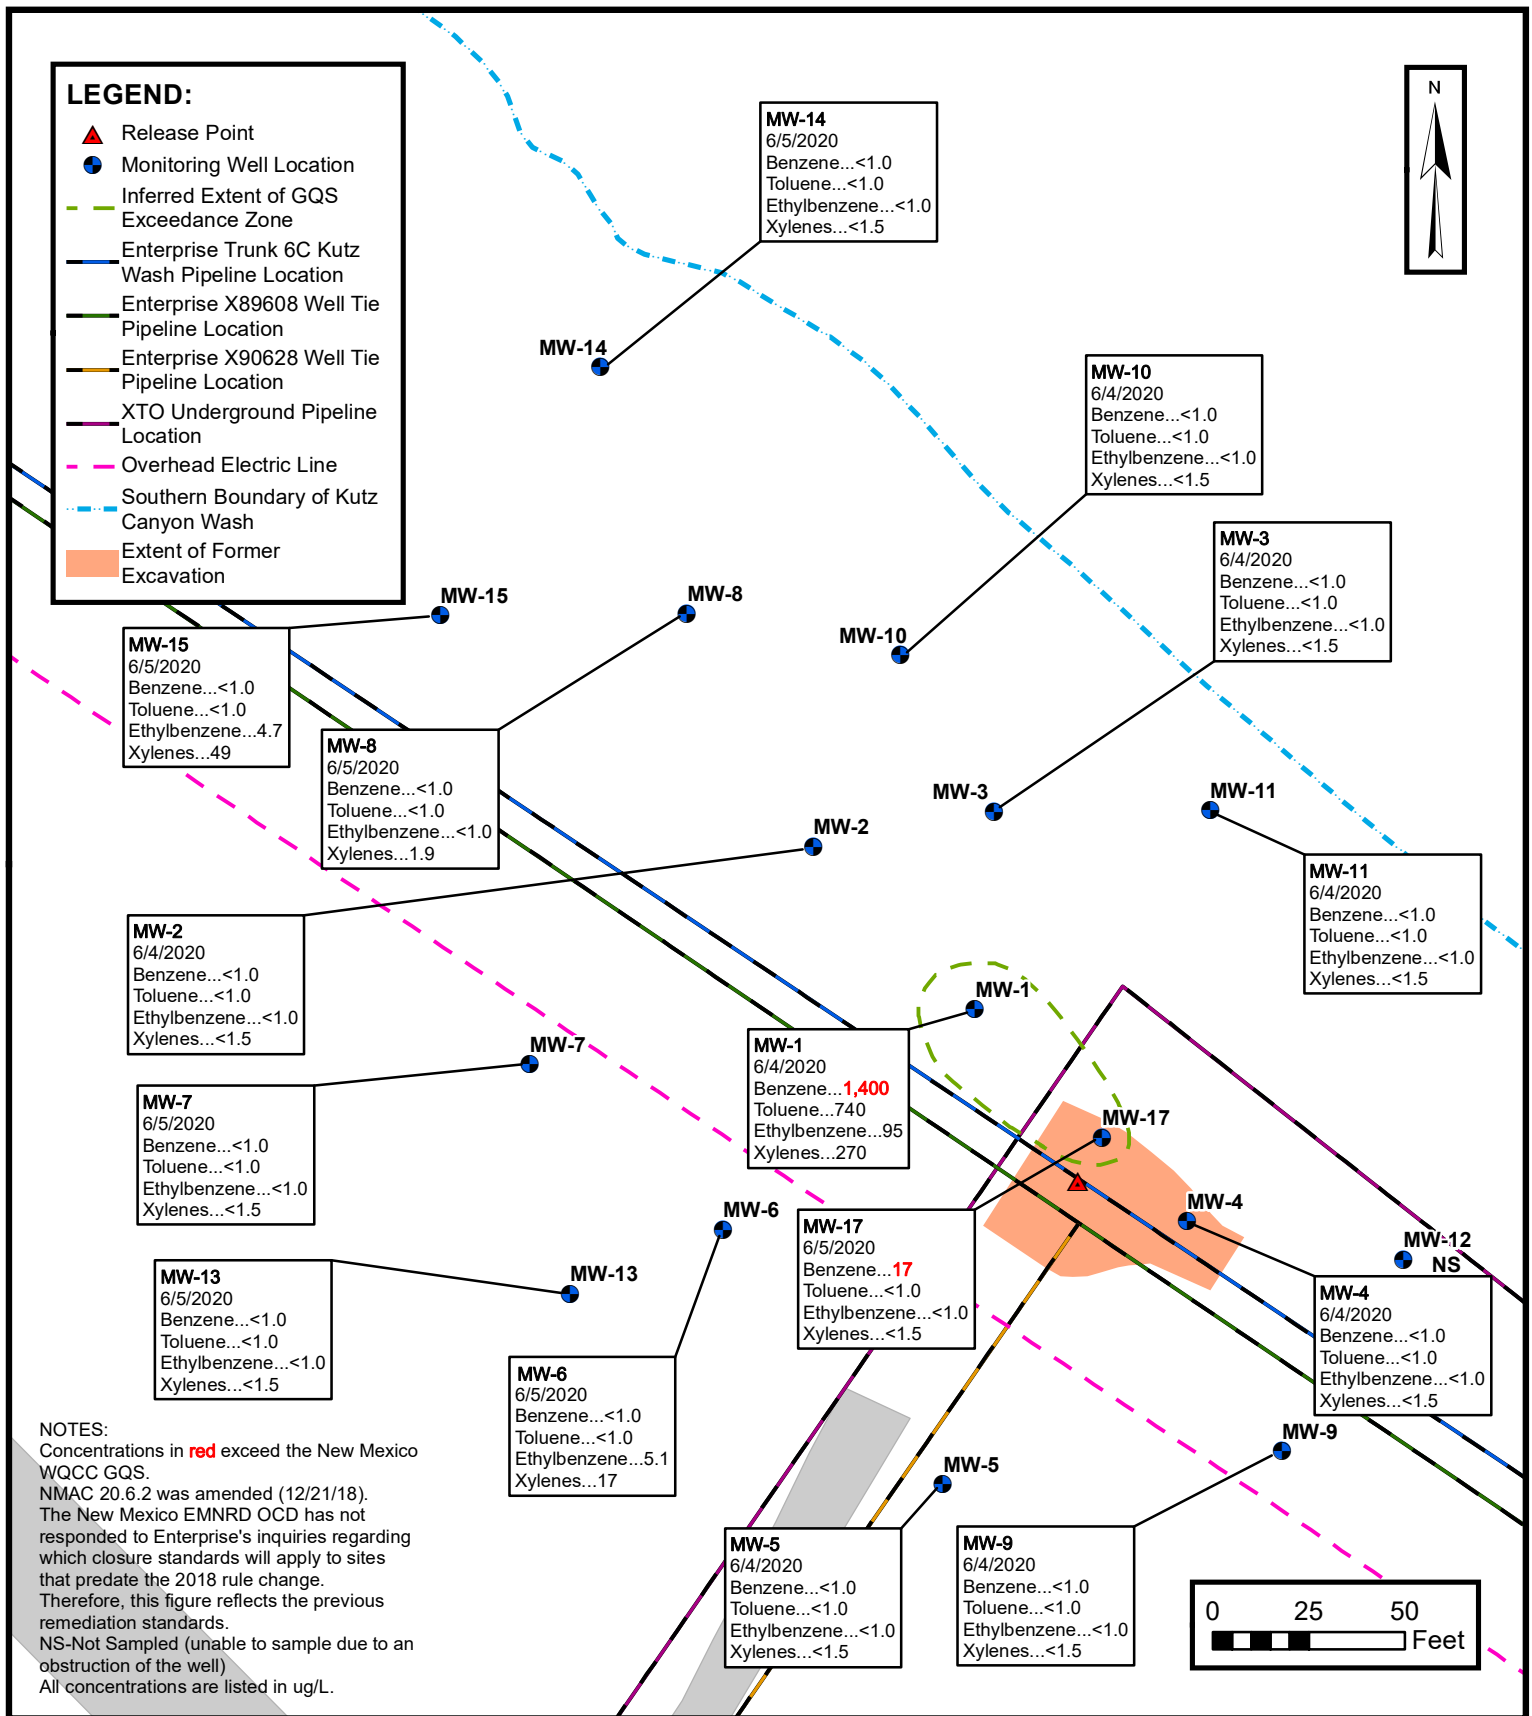 LEGEND:
Release Point
Monitoring Well Location
Inferred Extent of GQS
Exceedance Zone
Enterprise Trunk 6C Kutz
Wash Pipeline Location
Enterprise X89608 Well Tie
Pipeline Location
Enterprise X90628 Well Tie
Pipeline Location
XTO Underground Pipeline
Location
Overhead Electric Line
Southern Boundary of Kutz
Canyon Wash
Extent of Former
Excavation
N
MW-14
6/5/2020
Benzene...<1.0
Toluene...<1.0
Ethylbenzene...<1.0
Xylenes...<1.5
MW-14
MW-10
6/4/2020
Benzene...<1.0
Toluene...<1.0
Ethylbenzene...<1.0
Xylenes...<1.5
MW-10
MW-3
6/4/2020
Benzene...<1.0
Toluene...<1.0
Ethylbenzene...<1.0
Xylenes...<1.5
MW-3
MW-15
MW-15
6/5/2020
Benzene...<1.0
Toluene...<1.0
Ethylbenzene...4.7
Xylenes...49
MW-8
MW-8
6/5/2020
Benzene...<1.0
Toluene...<1.0
Ethylbenzene...<1.0
Xylenes...1.9
MW-2
MW-2
6/4/2020
Benzene...<1.0
Toluene...<1.0
Ethylbenzene...<1.0
Xylenes...<1.5
MW-11
MW-11
6/4/2020
Benzene...<1.0
Toluene...<1.0
Ethylbenzene...<1.0
Xylenes...<1.5
MW-1
MW-1
6/4/2020
Benzene...1,400
Toluene...740
Ethylbenzene...95
Xylenes...270
MW-7
MW-7
6/5/2020
Benzene...<1.0
Toluene...<1.0
Ethylbenzene...<1.0
Xylenes...<1.5
MW-17
MW-17
6/5/2020
Benzene...17
Toluene...<1.0
Ethylbenzene...<1.0
Xylenes...<1.5
MW-4
MW-12
NS
MW-4
6/4/2020
Benzene...<1.0
Toluene...<1.0
Ethylbenzene...<1.0
Xylenes...<1.5
MW-6
MW-13
MW-13
6/5/2020
Benzene...<1.0
Toluene...<1.0
Ethylbenzene...<1.0
Xylenes...<1.5
MW-6
6/5/2020
Benzene...<1.0
Toluene...<1.0
Ethylbenzene...5.1
Xylenes...17
MW-5
MW-5
6/4/2020
Benzene...<1.0
Toluene...<1.0
Ethylbenzene...<1.0
Xylenes...<1.5
MW-9
MW-9
6/4/2020
Benzene...<1.0
Toluene...<1.0
Ethylbenzene...<1.0
Xylenes...<1.5
NOTES:
Concentrations in red exceed the New Mexico
WQCC GQS.
NMAC 20.6.2 was amended (12/21/18).
The New Mexico EMNRD OCD has not
responded to Enterprise's inquiries regarding
which closure standards will apply to sites
that predate the 2018 rule change.
Therefore, this figure reflects the previous
remediation standards.
NS-Not Sampled (unable to sample due to an
obstruction of the well)
All concentrations are listed in ug/L.
0 25 50
Feet